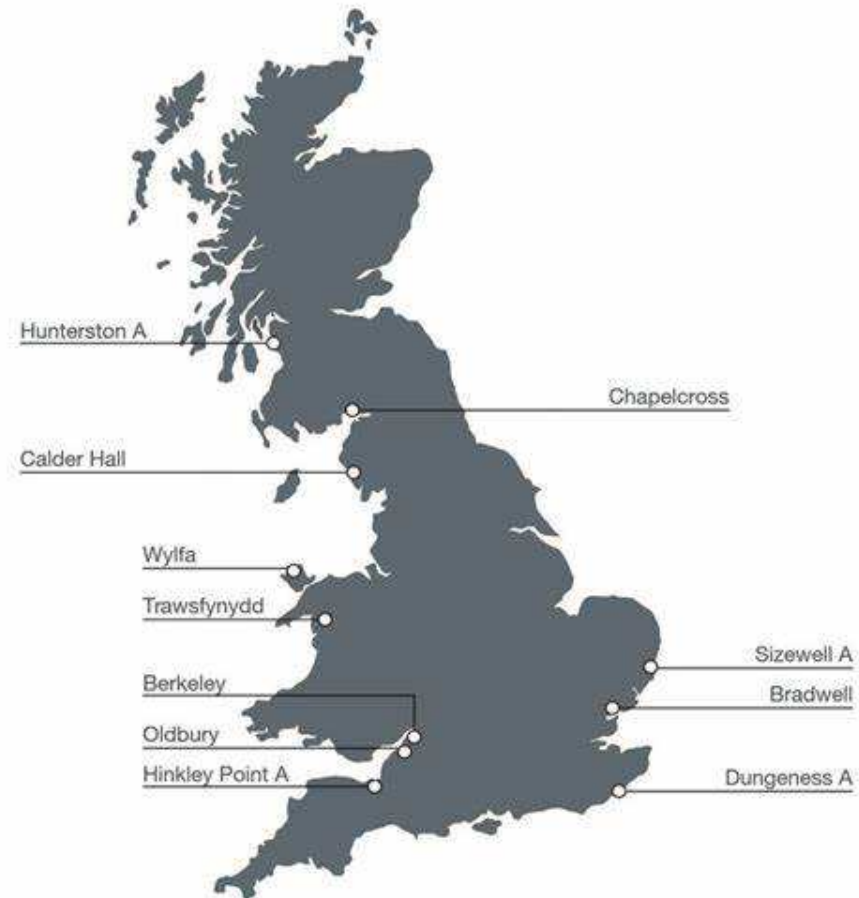 Hunterston A
Chapelcross
Calder Hall
Wylfa
Trawsfynydd
Sizewell A
Berkeley
Bradwell
Oldbury
Hinkley Point A
Dungeness A